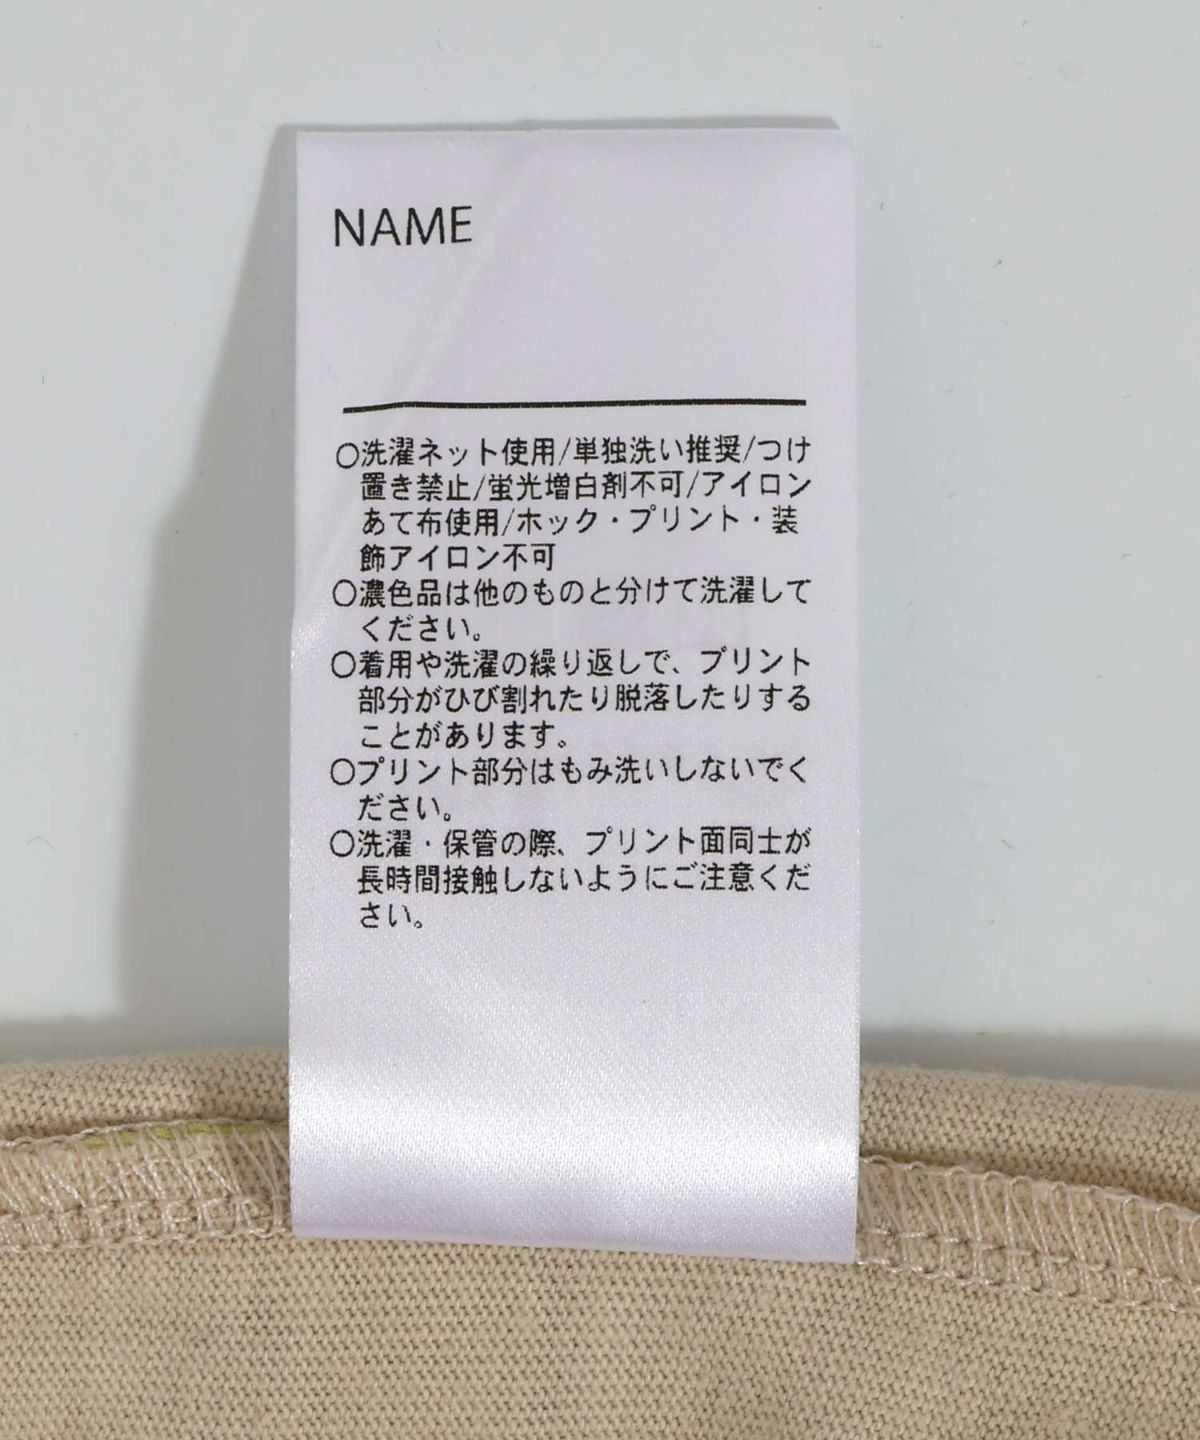 NAME
○洗濯ネット使用/単独洗い推奨/つけ
置き禁止/蛍光増白剤不可/アイロン
あて布使用/ホック・プリント・装
飾アイロン不可
○濃色品は他のものと分けて洗濯して
ください。
○着用や洗濯の繰り返しで、プリント
部分がひび割れたり脱落したりする
ことがあります。
○プリント部分はもみ洗いしないでく
ださい。
○洗濯・保管の際、プリント面同士が
長時間接触しないようにご注意くだ
さい。